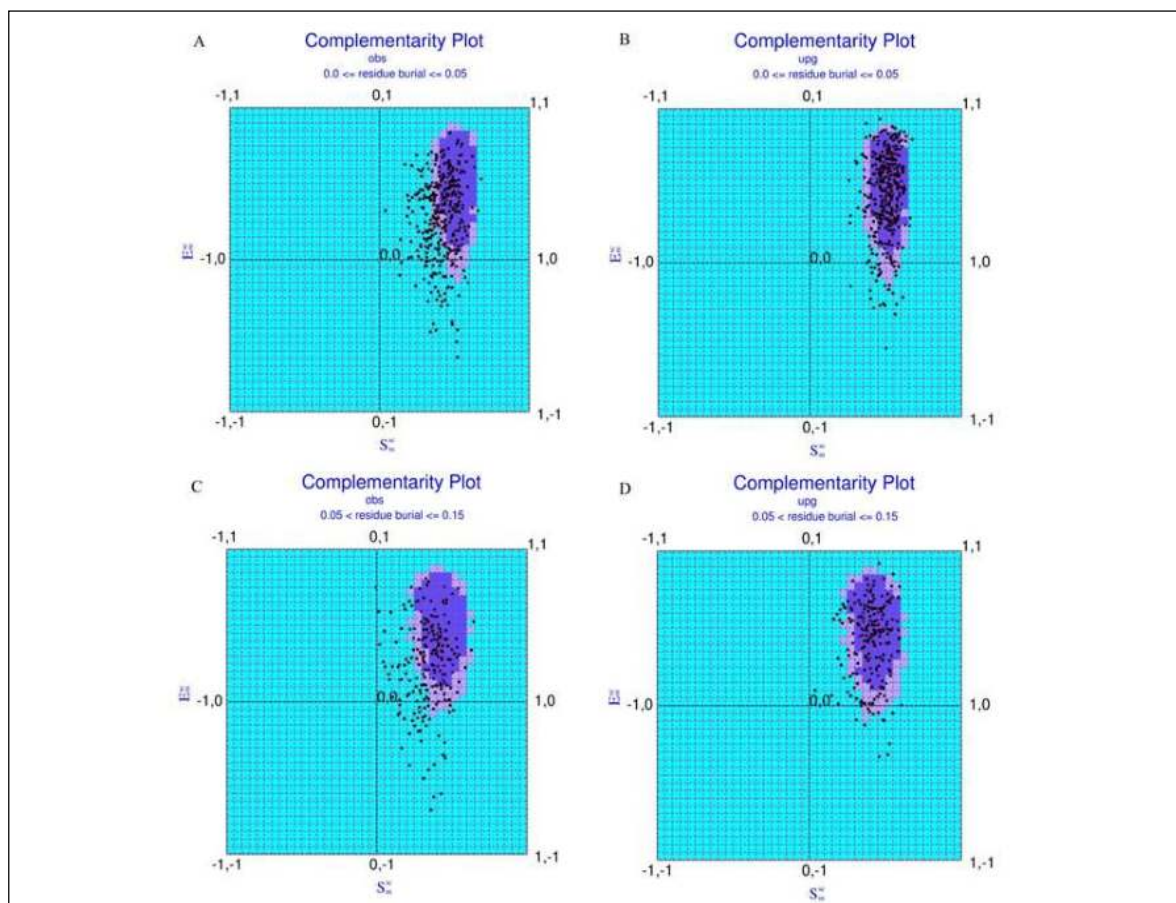 A
Complementarity Plot
obs
0.0 <= residue burial <= 0.05
-1,1
0,1
1,1
-1,0
0,0
1,0
-1,-1
0,-1
1,-1
B
Complementarity Plot
upg
0.0 <= residue burial <= 0.05
-1,1
0,1
1,1
-1,0
0,0
1,0
-1,-1
0,-1
1,-1
C
Complementarity Plot
obs
0.05 < residue burial <= 0.15
-1,1
0,1
1,1
-1,0
0,0
1,0
-1,-1
0,-1
1,-1
D
Complementarity Plot
upg
0.05 < residue burial <= 0.15
-1,1
0,1
1,1
-1,0
0,0
1,0
-1,-1
0,-1
1,-1